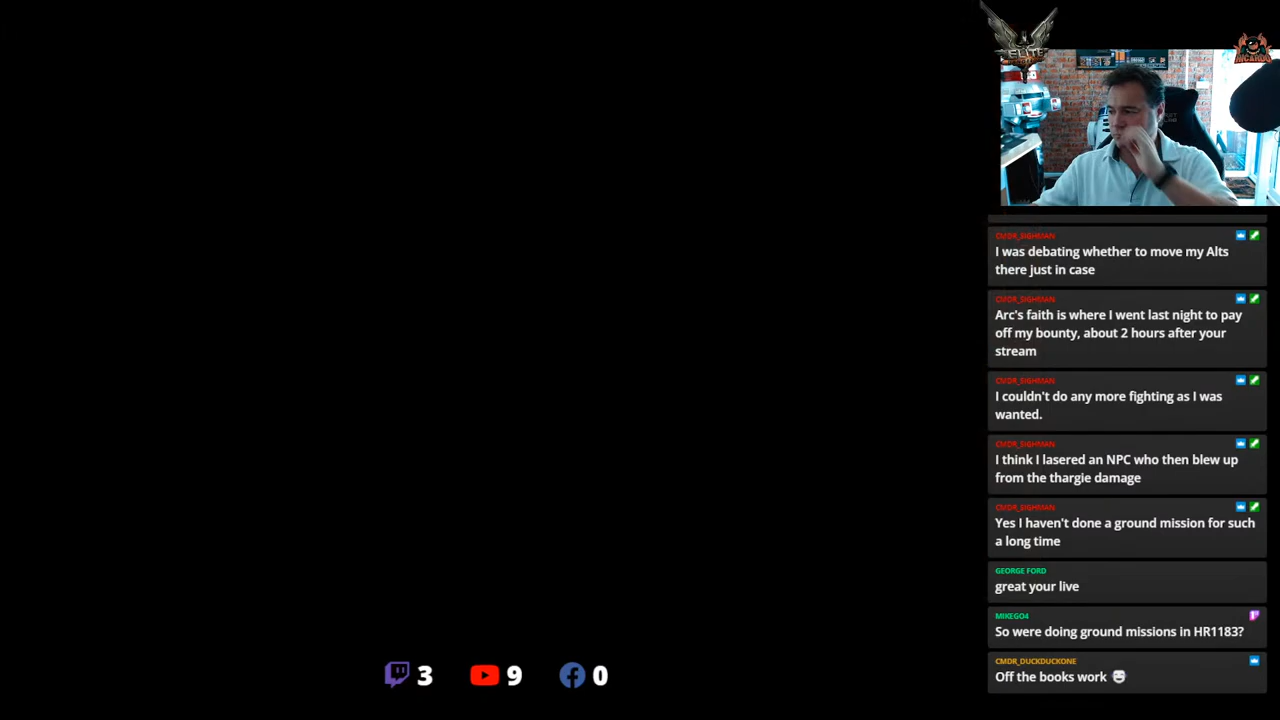 ELITE
RICARDO
CMDR_SIGHMAN
I was debating whether to move my Alts
there just in case
CMDR_SIGHMAN
Arc's faith is where I went last night to pay
off my bounty, about 2 hours after your
stream
CMDR_SIGHMAN
I couldn't do any more fighting as I was
wanted.
CMDR_SIGHMAN
I think I lasered an NPC who then blew up
from the thargie damage
CMDR_SIGHMAN
Yes I haven't done a ground mission for such
a long time
GEORGE FORD
great your live
MIKEGO4
So were doing ground missions in HR1183?
CMDR_DUCKDUCKONE
Off the books work
3 9 0